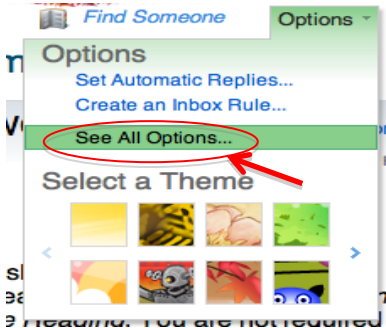 Find Someone Options
Options
Set Automatic Replies...
Create an Inbox Rule...
See All Options...
Select a Theme
e Heading. You are not required